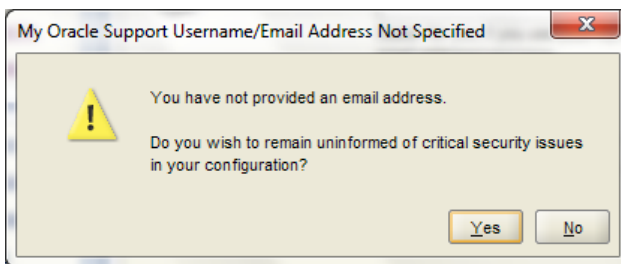 My Oracle Support Username/Email Address Not Specified
You have not provided an email address.
Do you wish to remain uninformed of critical security issues
in your configuration?
Yes No